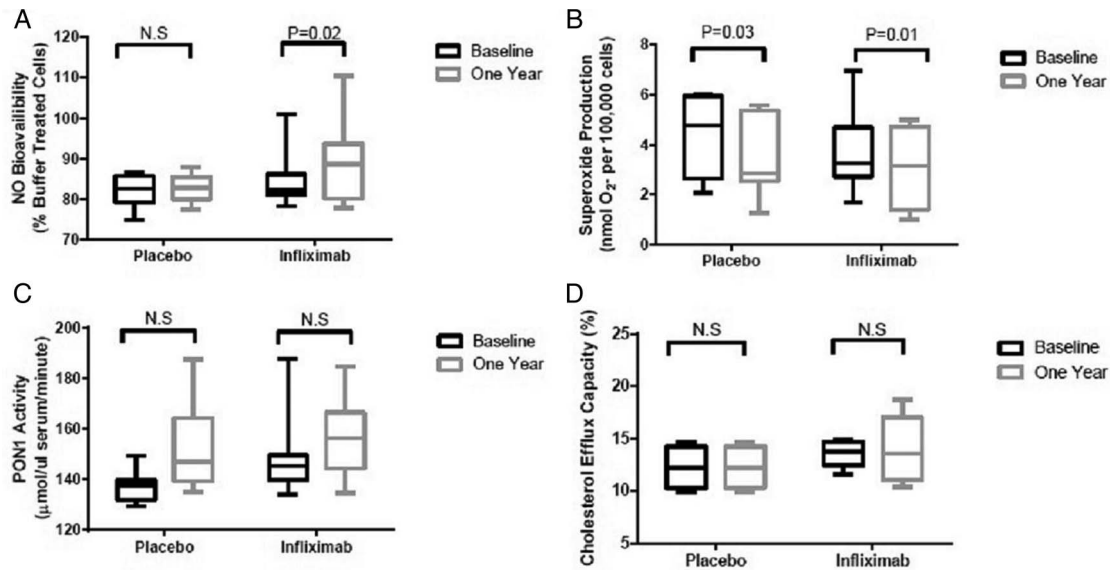 A
N.S
P=0.02
Baseline
One Year
NO Bioavailibility
(% Buffer Treated Cells)
120
110
100
90
80
70
Placebo
Infliximab
B
P=0.03
P=0.01
Baseline
One Year
Superoxide Production
(nmol O2- per 100,000 cells)
8
6
4
2
0
Placebo
Infliximab
C
N.S
N.S
Baseline
One Year
PON1 Activity
(µmol/ul serum/minute)
200
180
160
140
120
Placebo
Infliximab
D
N.S
N.S
Baseline
One Year
Cholesterol Efflux Capacity (%)
25
20
15
10
5
Placebo
Infliximab